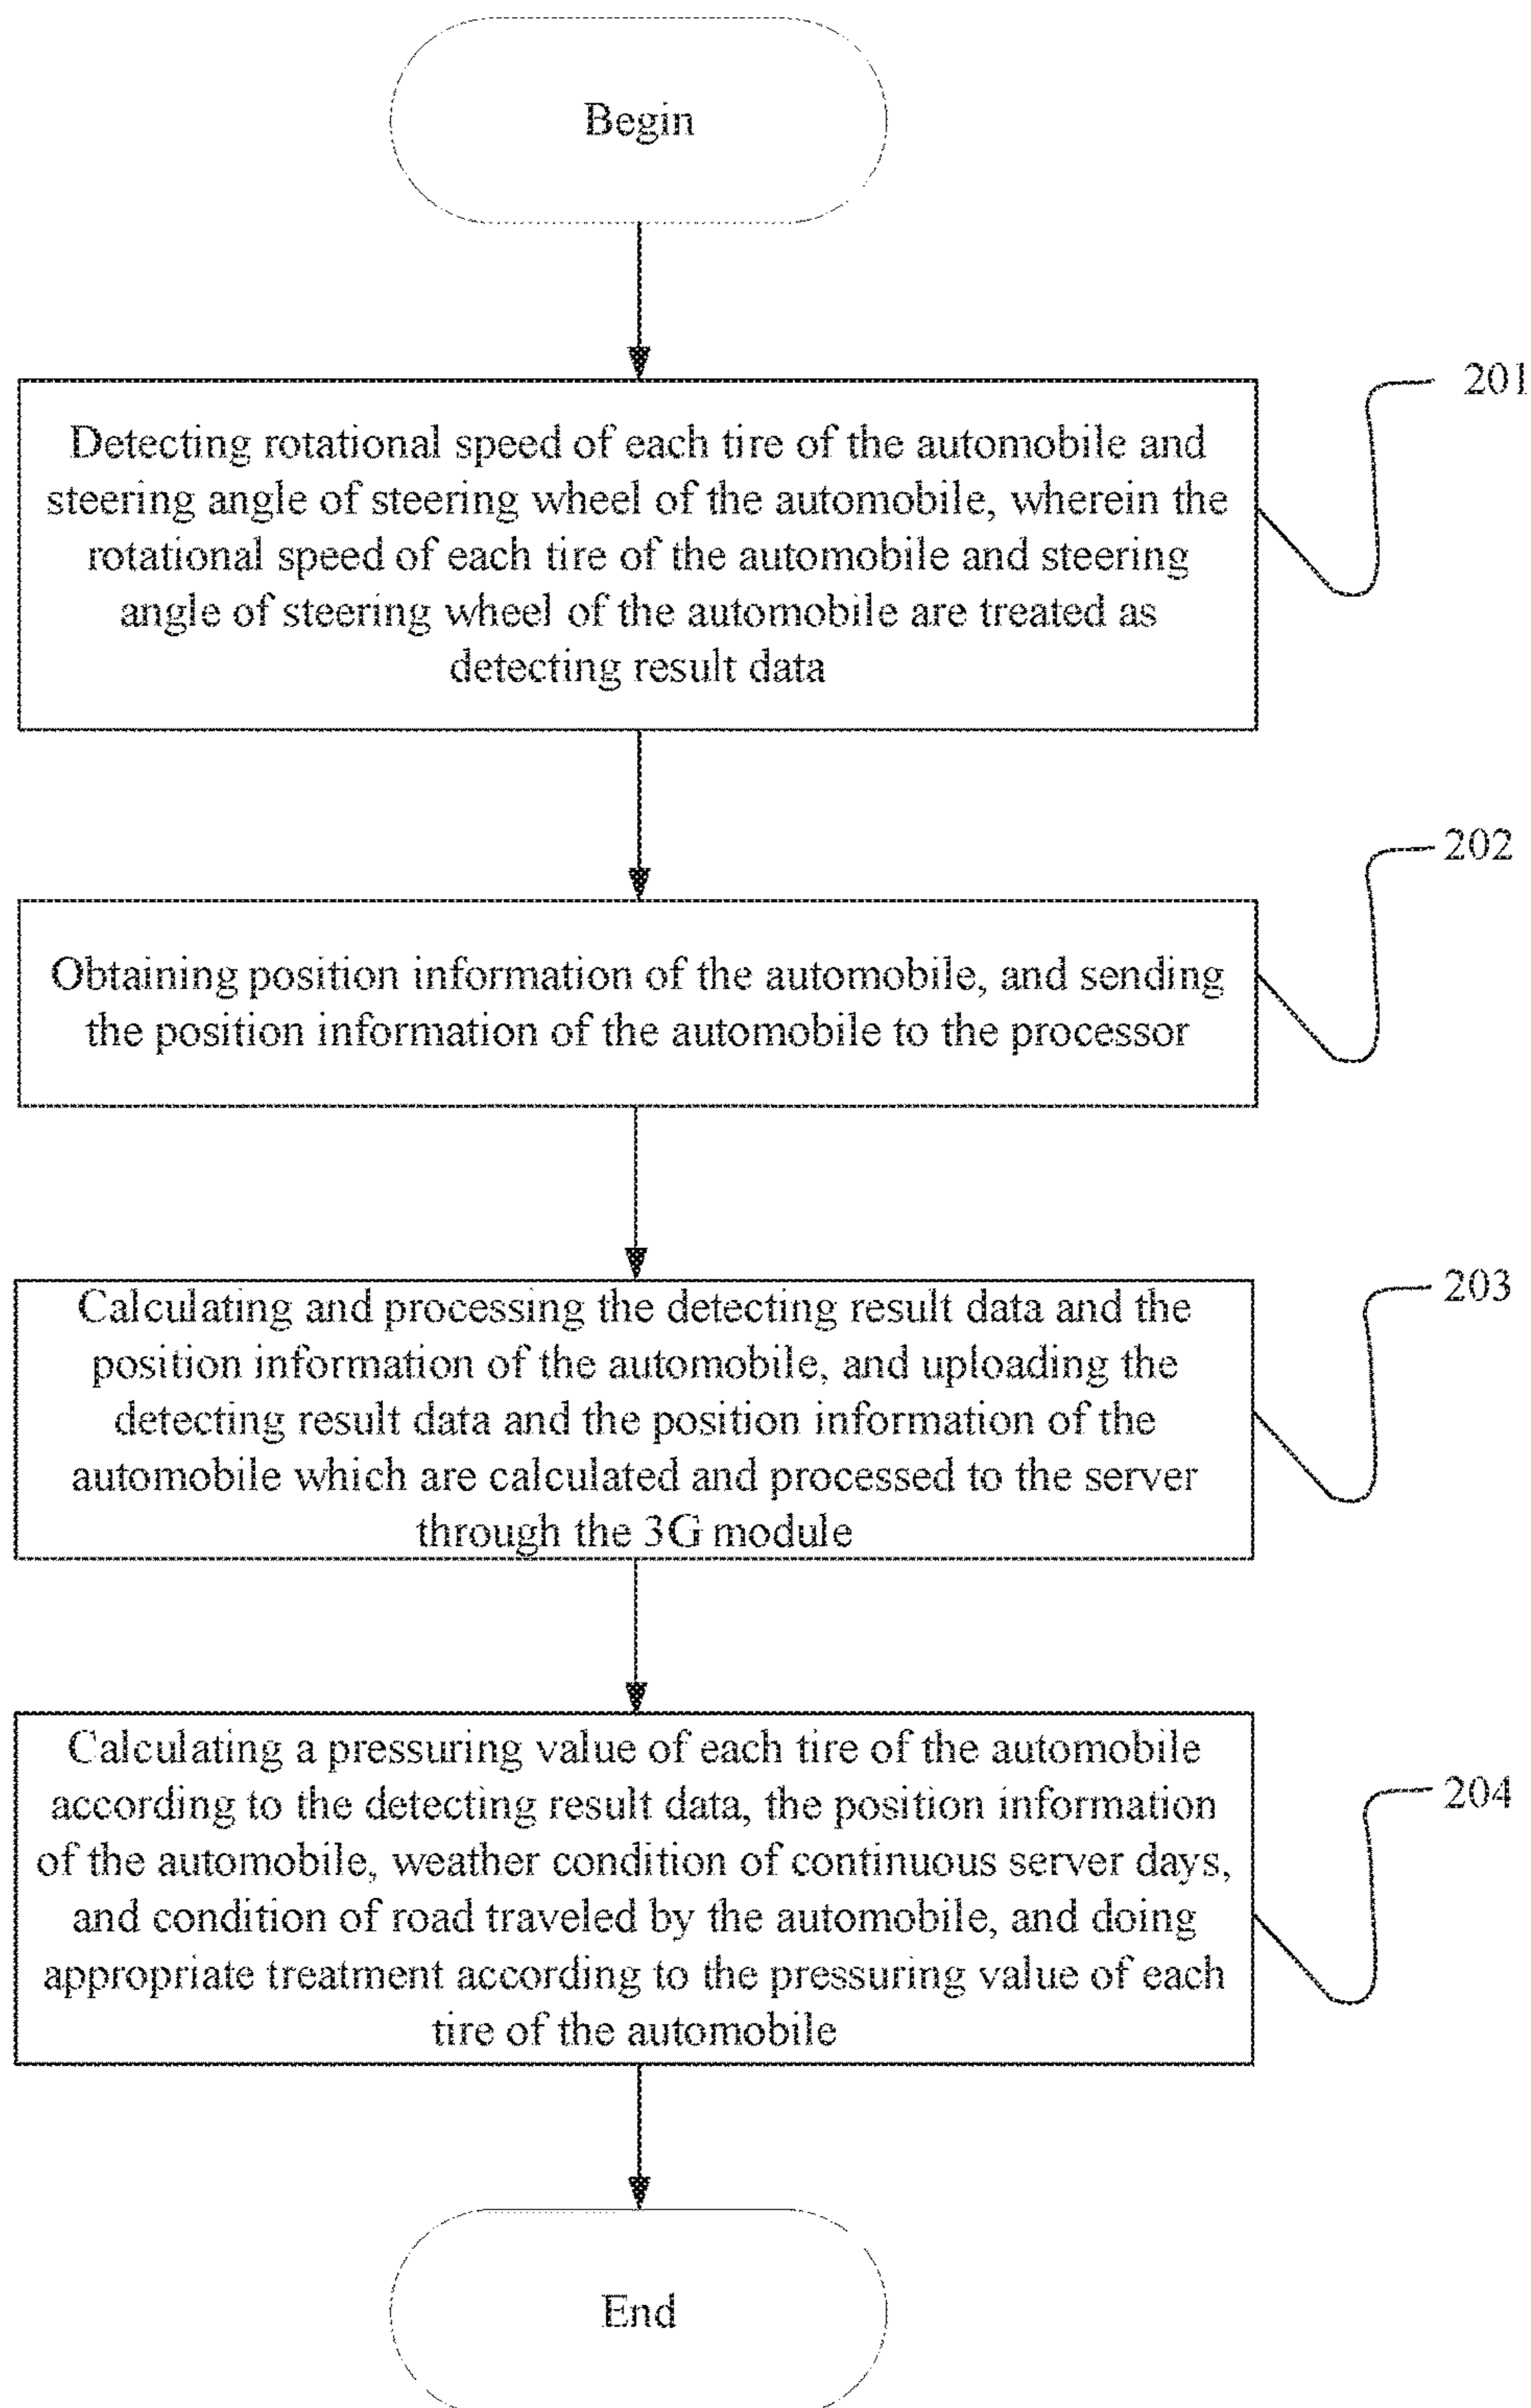 Begin
201
Detecting rotational speed of each tire of the automobile and
steering angle of steering wheel of the automobile, wherein the
rotational speed of each tire of the automobile and steering
angle of steering wheel of the automobile are treated as
detecting result data
202
Obtaining position information of the automobile, and sending
the position information of the automobile to the processor
203
Calculating and processing the detecting result data and the
position information of the automobile, and uploading the
detecting result data and the position information of the
automobile which are calculated and processed to the server
through the 3G module
204
Calculating a pressuring value of each tire of the automobile
according to the detecting result data, the position information
of the automobile, weather condition of continuous server days,
and condition of road traveled by the automobile, and doing
appropriate treatment according to the pressuring value of each
tire of the automobile
End